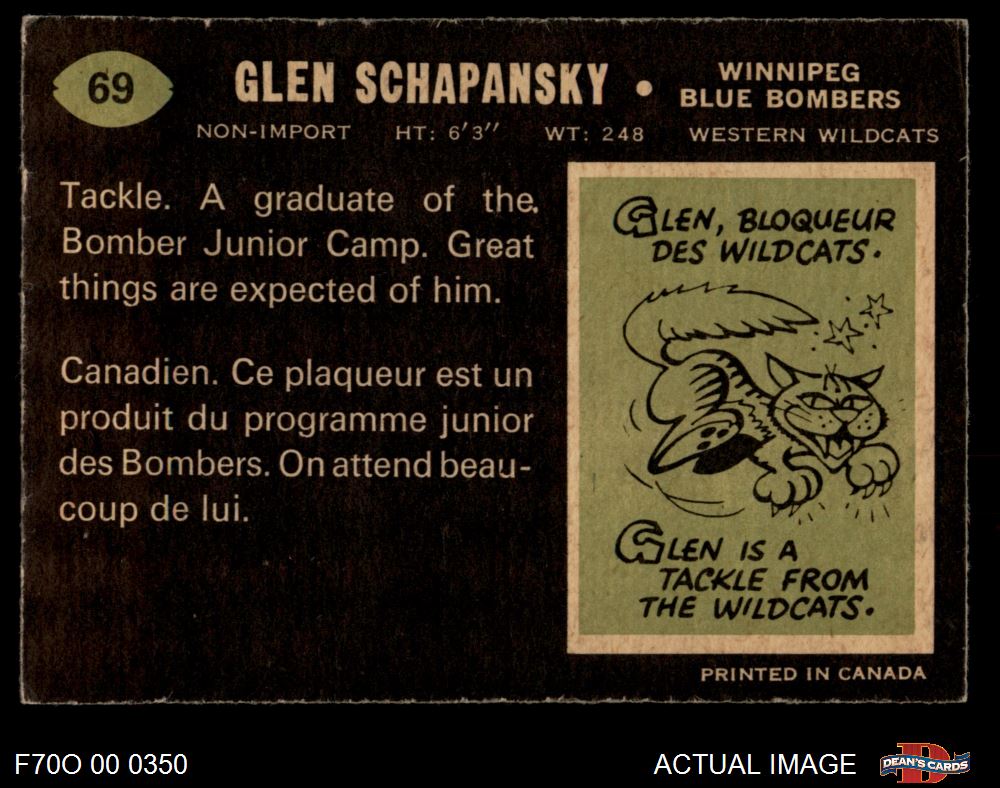 69
GLEN SCHAPANSKY • WINNIPEG
BLUE BOMBERS
NON-IMPORT HT: 6'3" WT: 248 WESTERN WILDCATS
Tackle. A graduate of the.
Bomber Junior Camp. Great
things are expected of him.
Canadien. Ce plaqueur est un
produit du programme junior
des Bombers. On attend beau-
coup de lui.
GLEN, BLOQUEUR
DES WILDCATS.
GLEN IS A
TACKLE FROM
THE WILDCATS.
PRINTED IN CANADA
F70O 00 0350
ACTUAL IMAGE
DEAN'S CARDS